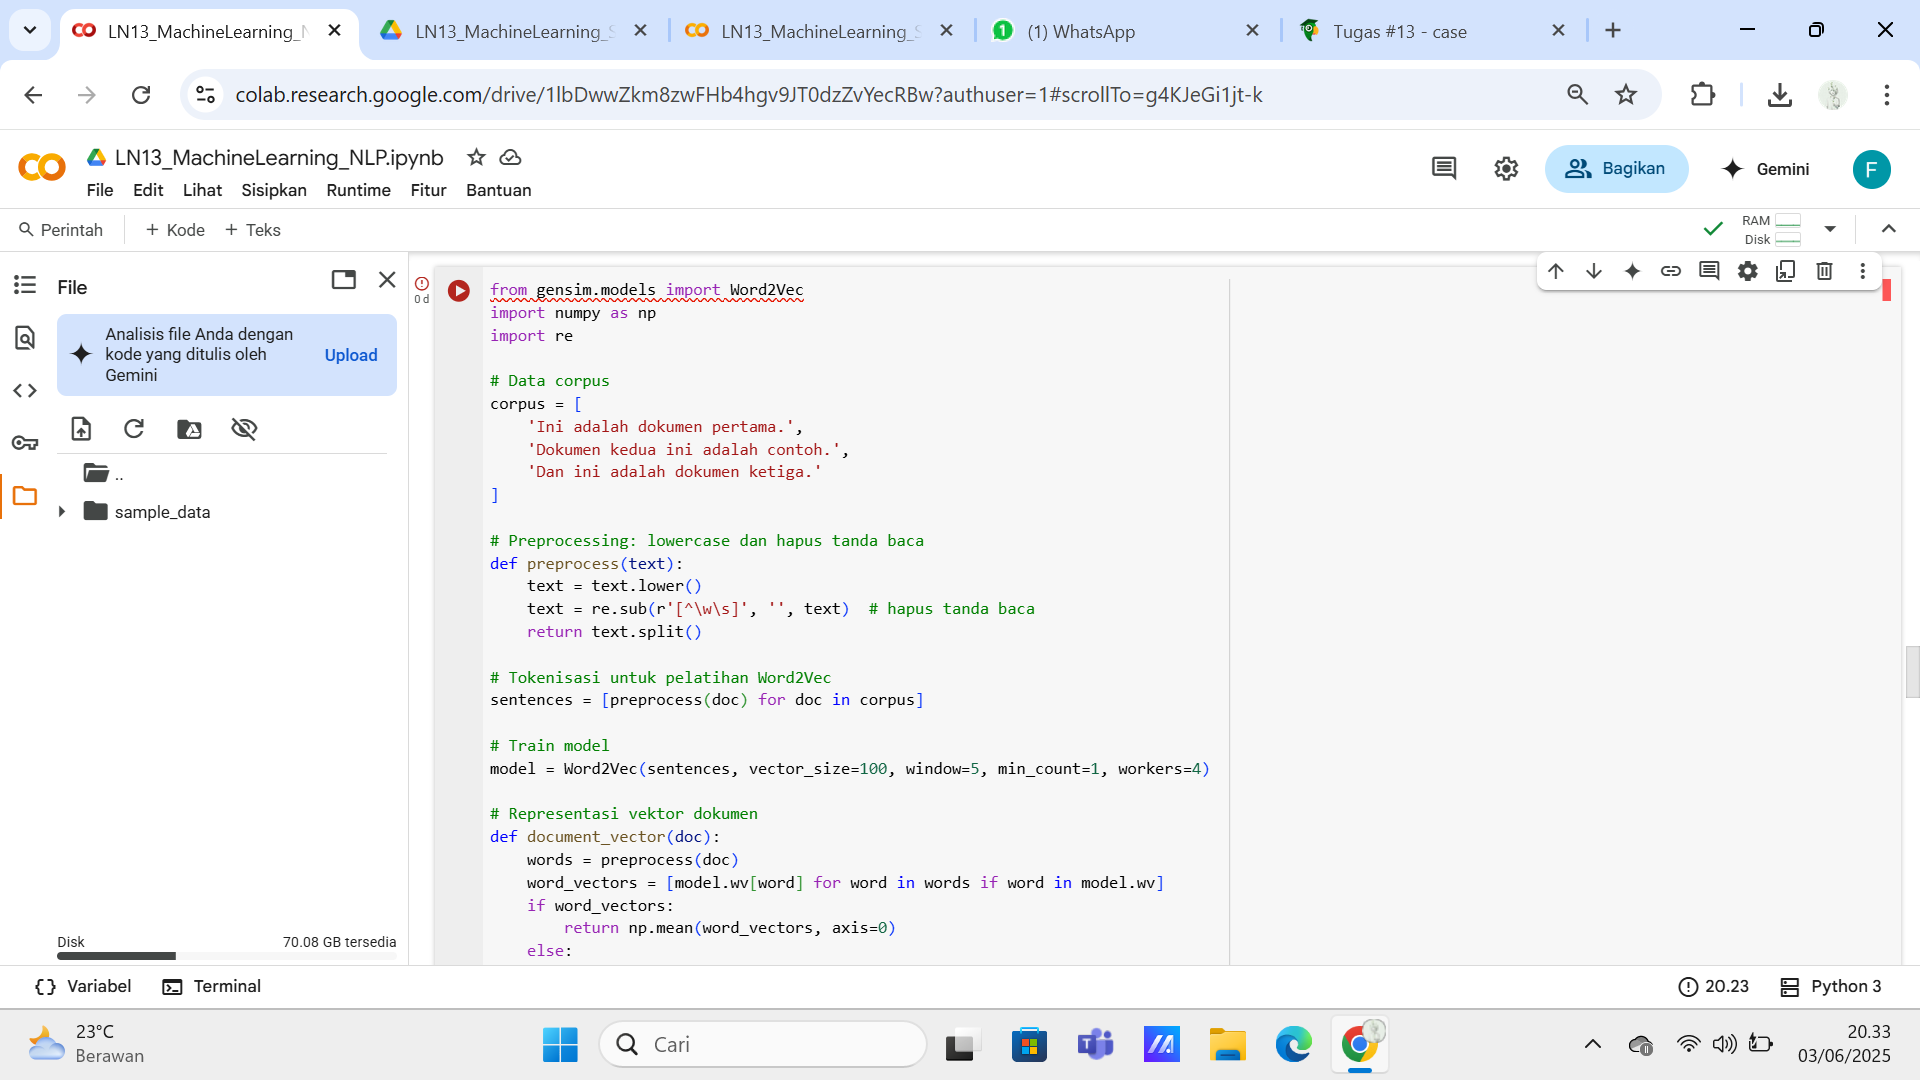 LN13_MachineLearning_N
LN13_MachineLearning_S
LN13_MachineLearning_S
(1) WhatsApp
Tugas #13 - case
colab.research.google.com/drive/1lbDwwZkm8zwFHb4hgv9JT0dzZvYecRBw?authuser=1#scrollTo=g4KJeGi1jt-k
LN13_MachineLearning_NLP.ipynb
File Edit Lihat Sisipkan Runtime Fitur Bantuan
Bagikan
Gemini
F
Perintah
+ Kode + Teks
RAM
Disk
File
Analisis file Anda dengan
kode yang ditulis oleh
Gemini
Upload
..
sample_data
Disk
70.08 GB tersedia
0 d
from gensim.models import Word2Vec
import numpy as np
import re
# Data corpus
corpus = [
    'Ini adalah dokumen pertama.',
    'Dokumen kedua ini adalah contoh.',
    'Dan ini adalah dokumen ketiga.'
]
# Preprocessing: lowercase dan hapus tanda baca
def preprocess(text):
    text = text.lower()
    text = re.sub(r'[^\w\s]', '', text)  # hapus tanda baca
    return text.split()
# Tokenisasi untuk pelatihan Word2Vec
sentences = [preprocess(doc) for doc in corpus]
# Train model
model = Word2Vec(sentences, vector_size=100, window=5, min_count=1, workers=4)
# Representasi vektor dokumen
def document_vector(doc):
    words = preprocess(doc)
    word_vectors = [model.wv[word] for word in words if word in model.wv]
    if word_vectors:
        return np.mean(word_vectors, axis=0)
    else:
Variabel
Terminal
20.23
Python 3
23°C
Berawan
Cari
20.33
03/06/2025